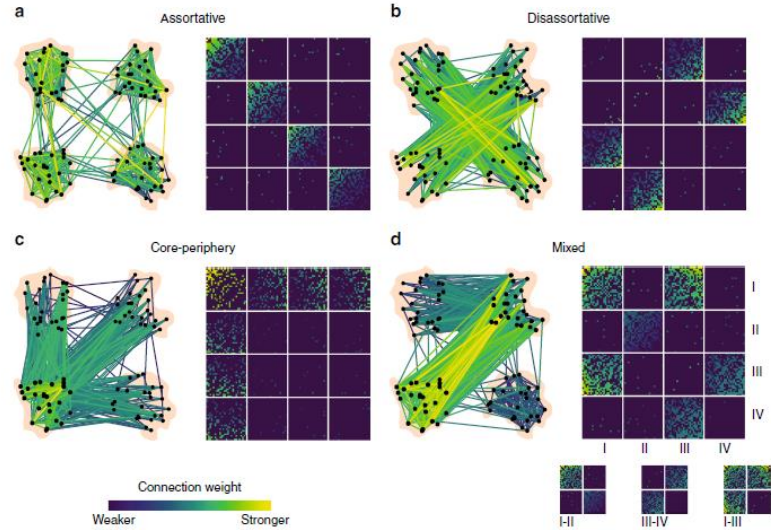 a
Assortative
b
Disassortative
c
Core-periphery
d
Mixed
I
II
III
IV
I II III IV
Connection weight
Weaker Stronger
I-II III-IV I-III